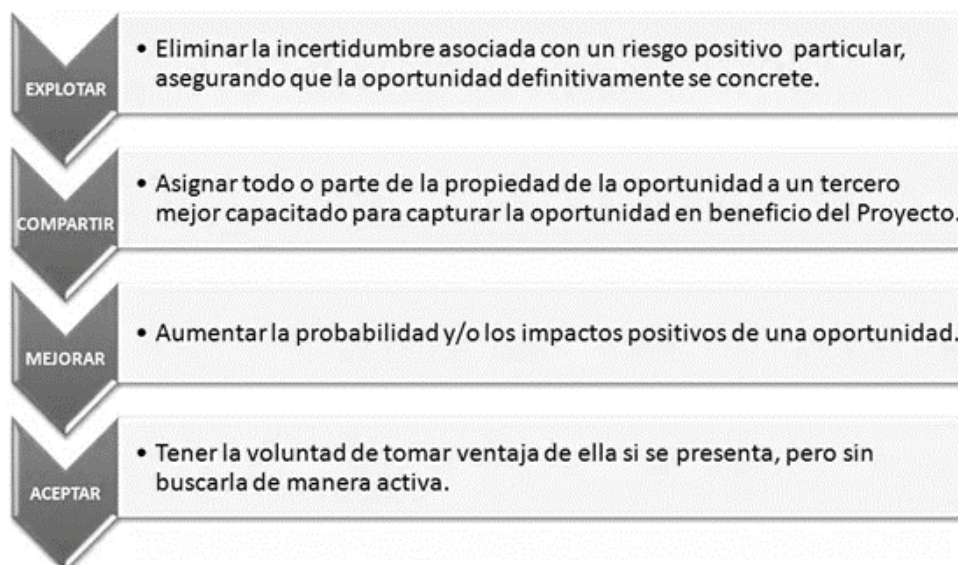 EXPLOTAR
• Eliminar la incertidumbre asociada con un riesgo positivo particular,
asegurando que la oportunidad definitivamente se concrete.
COMPARTIR
• Asignar todo o parte de la propiedad de la oportunidad a un tercero
mejor capacitado para capturar la oportunidad en beneficio del Proyecto.
MEJORAR
• Aumentar la probabilidad y/o los impactos positivos de una oportunidad.
ACEPTAR
• Tener la voluntad de tomar ventaja de ella si se presenta, pero sin
buscarla de manera activa.